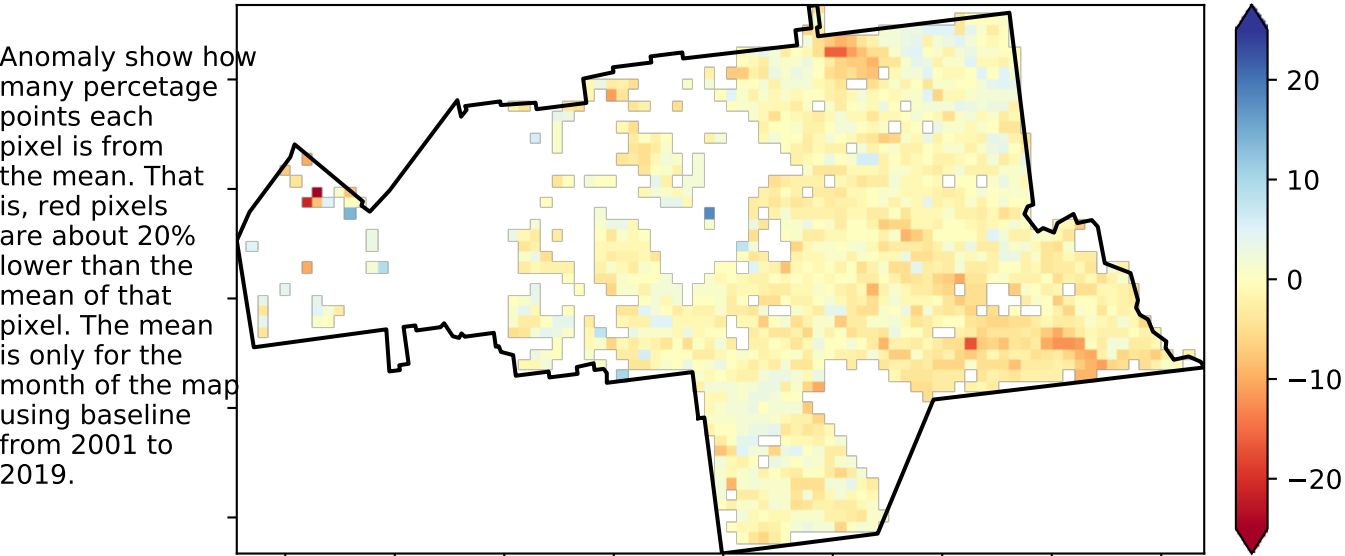 Anomaly show how
many percetage
points each
pixel is from
the mean. That
is, red pixels
are about 20%
lower than the
mean of that
pixel. The mean
is only for the
month of the map
using baseline
from 2001 to
2019.
20
10
0
−10
−20